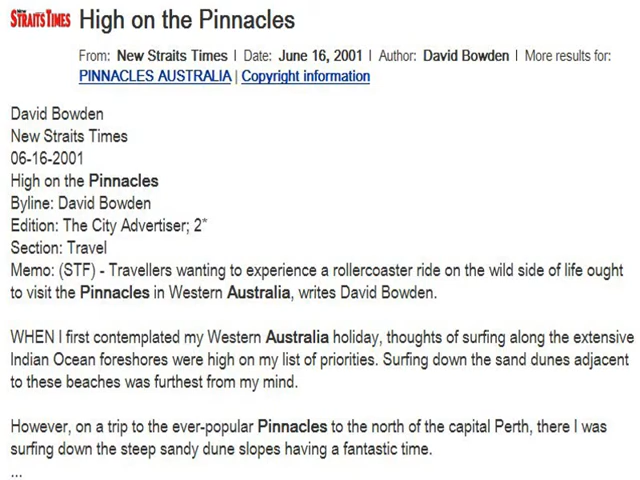 STRAITS TIMES High on the Pinnacles
From: New Straits Times | Date: June 16, 2001 | Author: David Bowden | More results for:
PINNACLES AUSTRALIA | Copyright information
David Bowden
New Straits Times
06-16-2001
High on the Pinnacles
Byline: David Bowden
Edition: The City Advertiser; 2*
Section: Travel
Memo: (STF) - Travellers wanting to experience a rollercoaster ride on the wild side of life ought
to visit the Pinnacles in Western Australia, writes David Bowden.
WHEN I first contemplated my Western Australia holiday, thoughts of surfing along the extensive
Indian Ocean foreshores were high on my list of priorities. Surfing down the sand dunes adjacent
to these beaches was furthest from my mind.
However, on a trip to the ever-popular Pinnacles to the north of the capital Perth, there I was
surfing down the steep sandy dune slopes having a fantastic time.
...